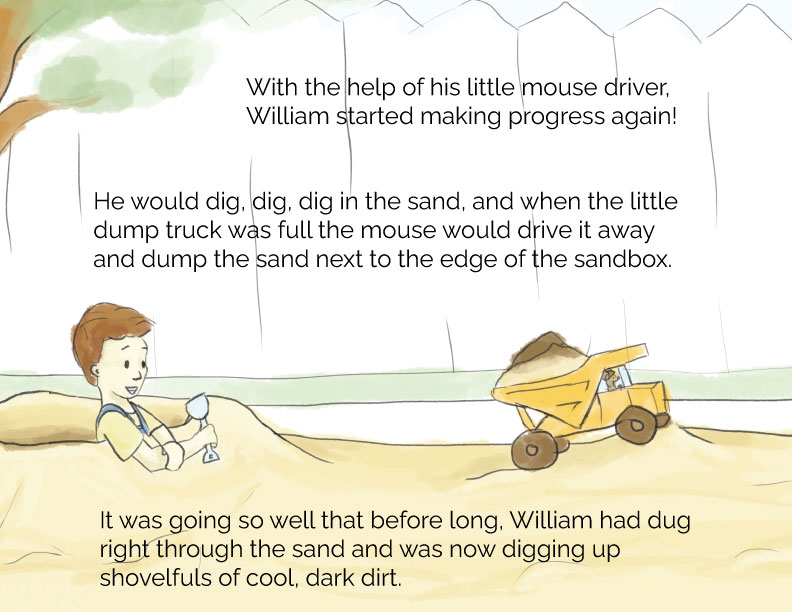 With the help of his little mouse driver,
William started making progress again!
He would dig, dig, dig in the sand, and when the little
dump truck was full the mouse would drive it away
and dump the sand next to the edge of the sandbox.
It was going so well that before long, William had dug
right through the sand and was now digging up
shovelfuls of cool, dark dirt.